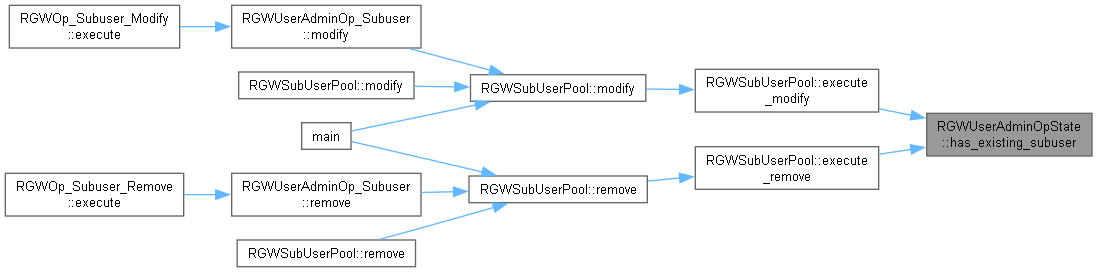 RGWOp_Subuser_Modify
::execute
RGWUserAdminOp_Subuser
::modify
RGWSubUserPool::modify
main
RGWSubUserPool::modify
RGWSubUserPool::execute
_modify
RGWUserAdminOpState
::has_existing_subuser
RGWSubUserPool::execute
_remove
RGWSubUserPool::remove
RGWOp_Subuser_Remove
::execute
RGWUserAdminOp_Subuser
::remove
RGWSubUserPool::remove